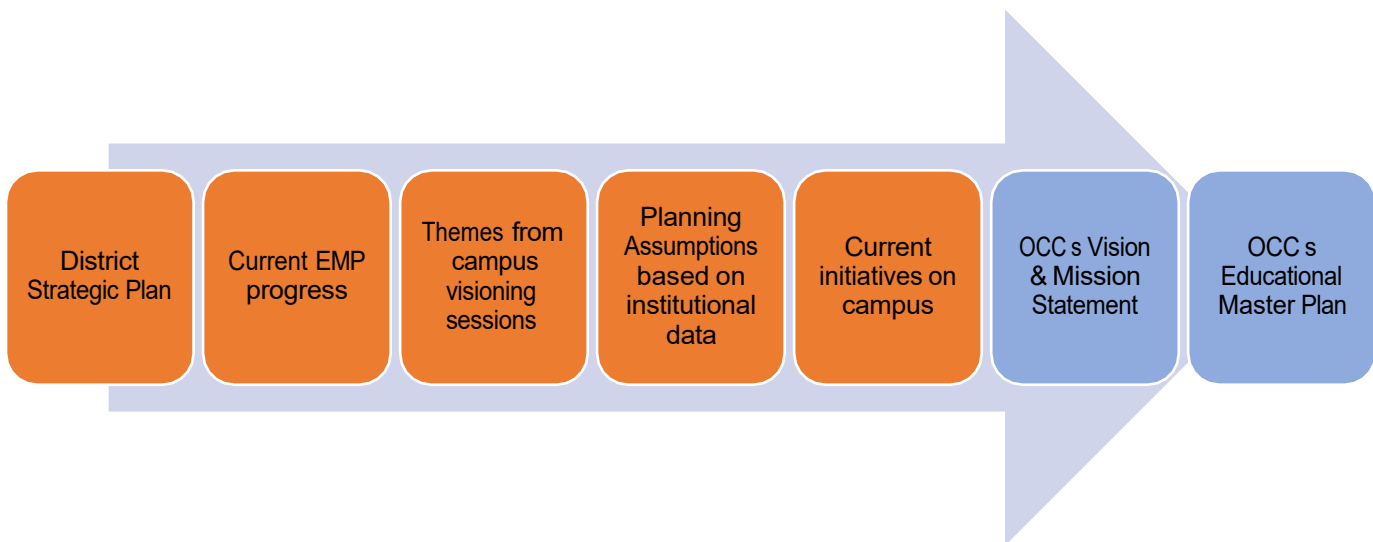 District
Strategic Plan
Current EMP
progress
Themes from
campus
visioning
sessions
Planning
Assumptions
based on
institutional
data
Current
initiatives on
campus
OCC s Vision
& Mission
Statement
OCC s
Educational
Master Plan